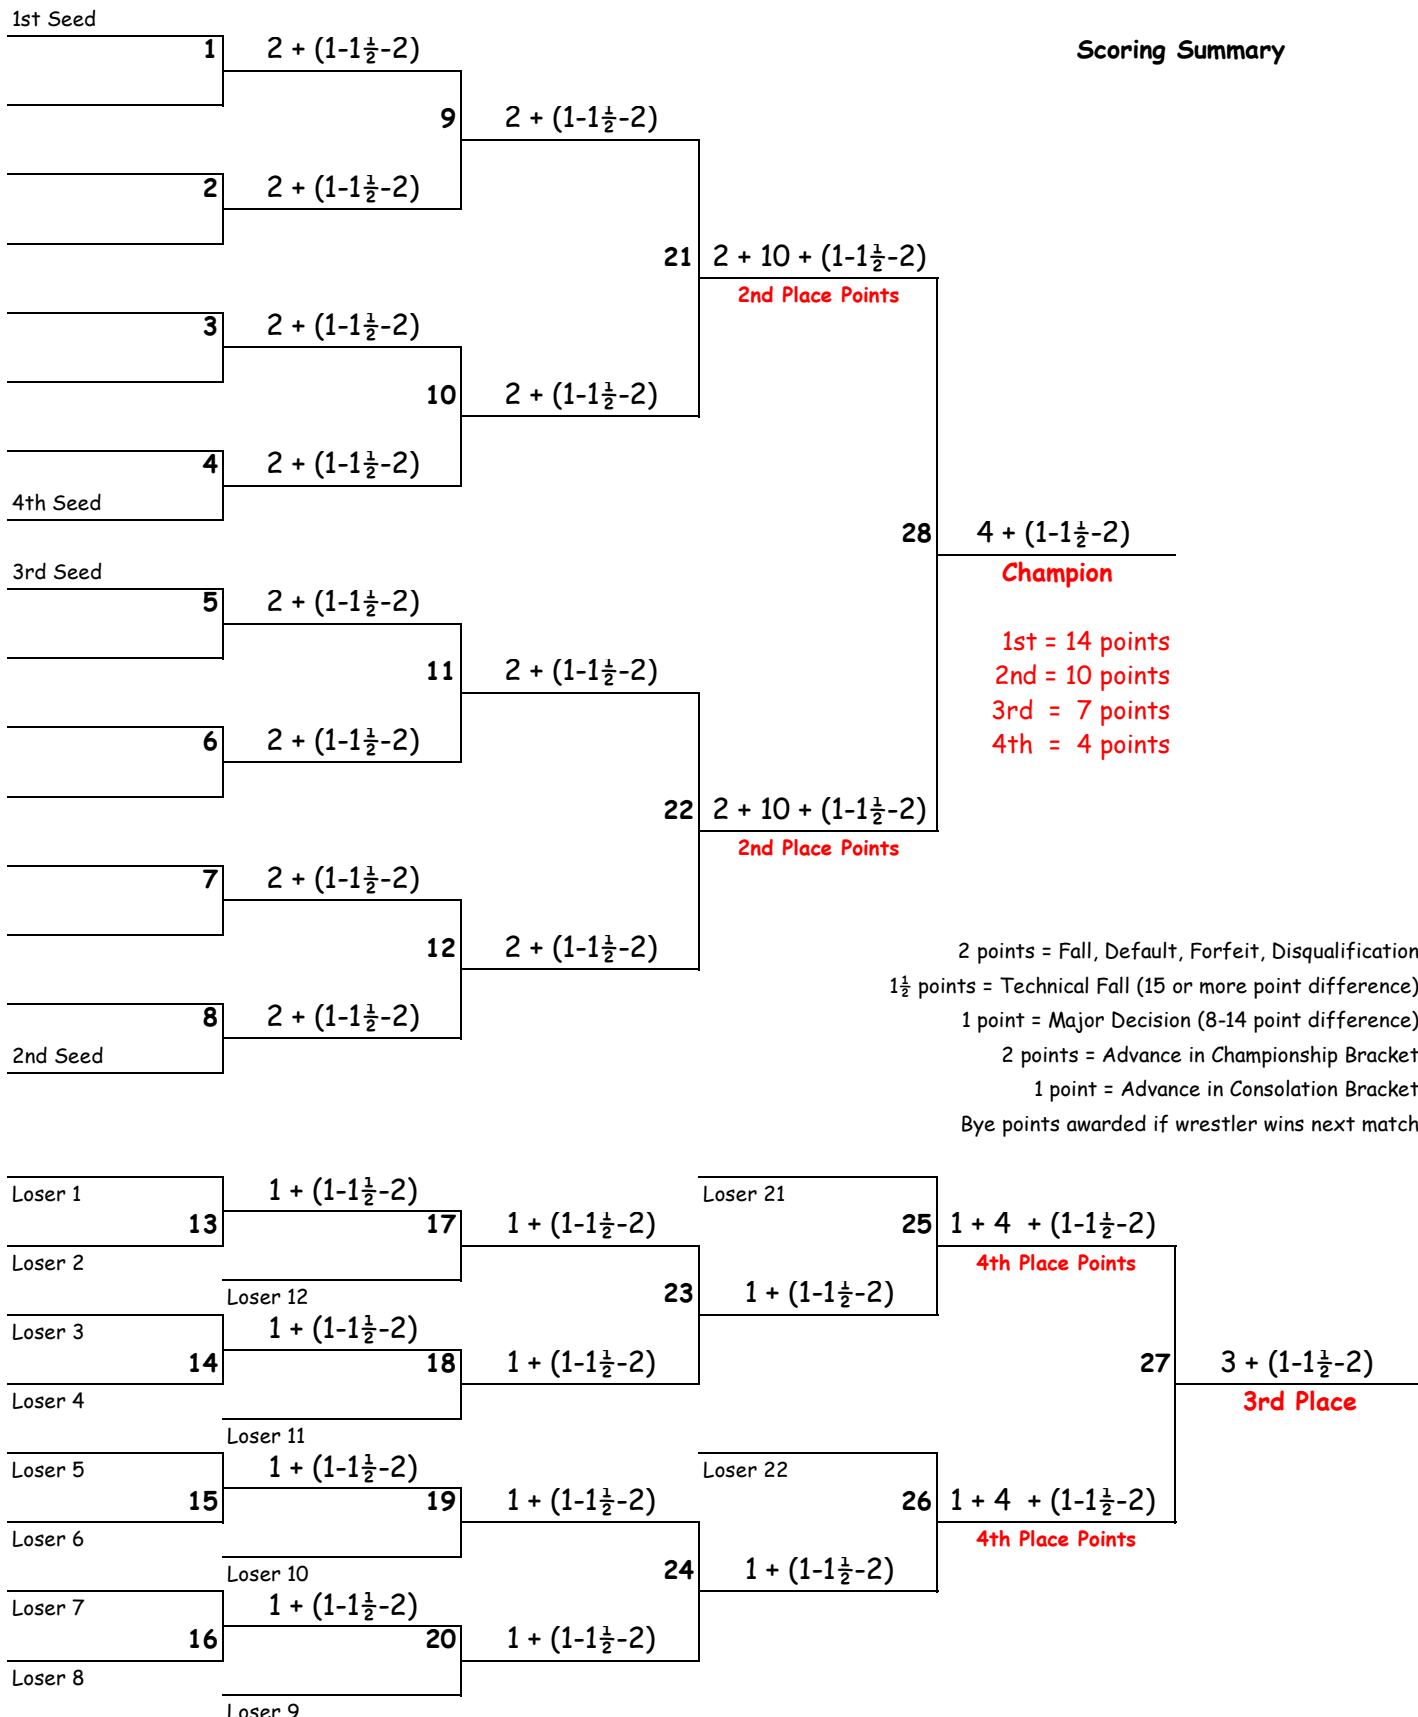 1st Seed
1 2 + (1-1½-2)
Scoring Summary
9 2 + (1-1½-2)
2 2 + (1-1½-2)
21 2 + 10 + (1-1½-2)
2nd Place Points
3 2 + (1-1½-2)
10 2 + (1-1½-2)
4 2 + (1-1½-2)
4th Seed
28 4 + (1-1½-2)
Champion
3rd Seed
5 2 + (1-1½-2)
1st = 14 points
11 2 + (1-1½-2)
2nd = 10 points
3rd = 7 points
6 2 + (1-1½-2)
4th = 4 points
22 2 + 10 + (1-1½-2)
2nd Place Points
7 2 + (1-1½-2)
12 2 + (1-1½-2)
2 points = Fall, Default, Forfeit, Disqualification
1½ points = Technical Fall (15 or more point difference)
8 2 + (1-1½-2)
1 point = Major Decision (8-14 point difference)
2nd Seed
2 points = Advance in Championship Bracket
1 point = Advance in Consolation Bracket
Bye points awarded if wrestler wins next match
Loser 1
1 + (1-1½-2)
Loser 21
13 17 1 + (1-1½-2) 25 1 + 4 + (1-1½-2)
Loser 2
4th Place Points
Loser 12
23 1 + (1-1½-2)
Loser 3
1 + (1-1½-2)
14 18 1 + (1-1½-2) 27 3 + (1-1½-2)
Loser 4
3rd Place
Loser 11
Loser 5
1 + (1-1½-2)
Loser 22
15 19 1 + (1-1½-2) 26 1 + 4 + (1-1½-2)
Loser 6
4th Place Points
Loser 10
24 1 + (1-1½-2)
Loser 7
1 + (1-1½-2)
16 20 1 + (1-1½-2)
Loser 8
Loser 9